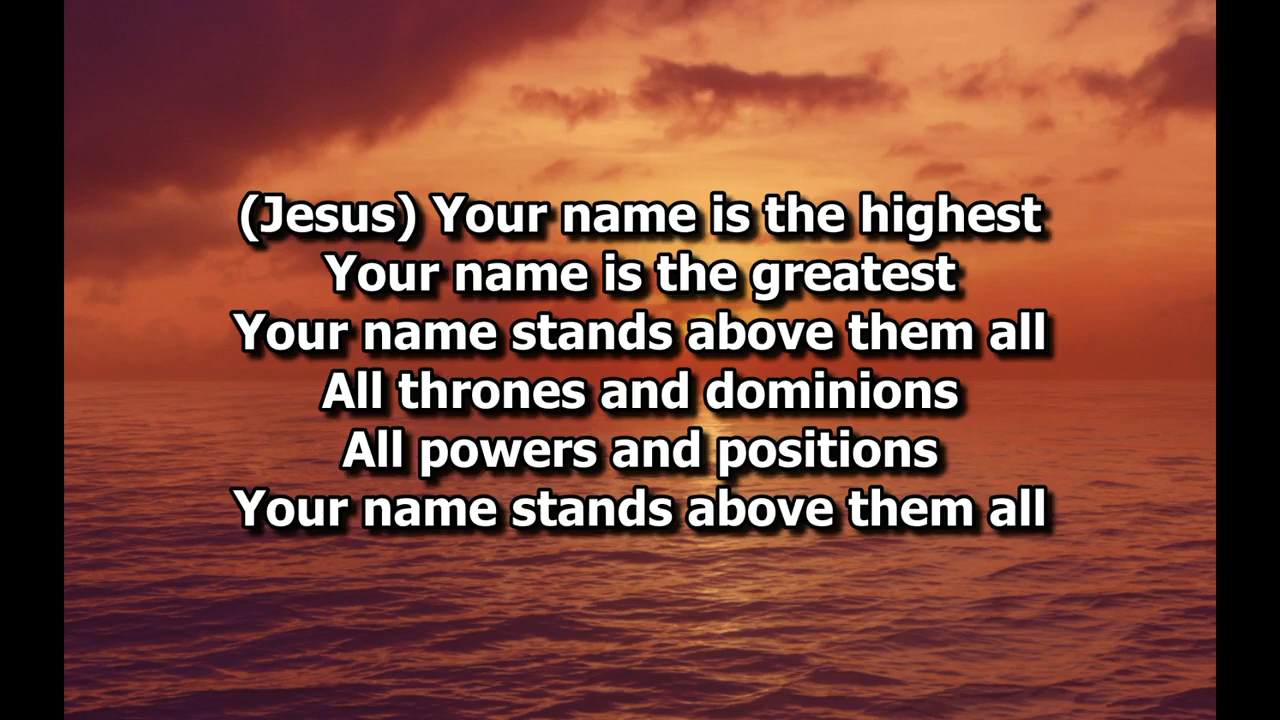 (Jesus) Your name is the highest
Your name is the greatest
Your name stands above them all
All thrones and dominions
All powers and positions
Your name stands above them all